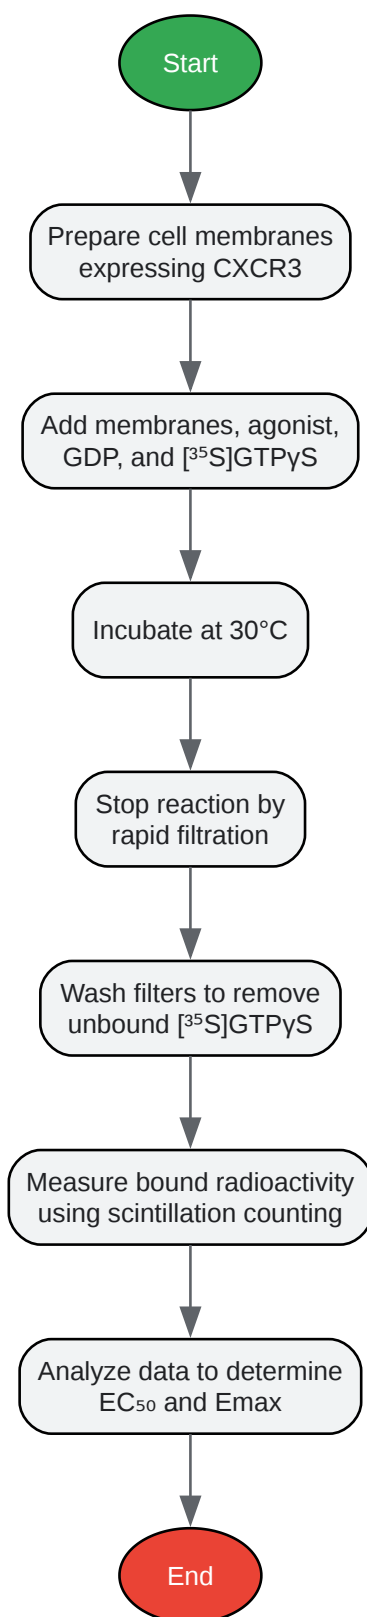 Start
Prepare cell membranes
expressing CXCR3
Add membranes, agonist,
GDP, and [³⁵S]GTPγS
Incubate at 30°C
Stop reaction by
rapid filtration
Wash filters to remove
unbound [³⁵S]GTPγS
Measure bound radioactivity
using scintillation counting
Analyze data to determine
EC₅₀ and Emax
End